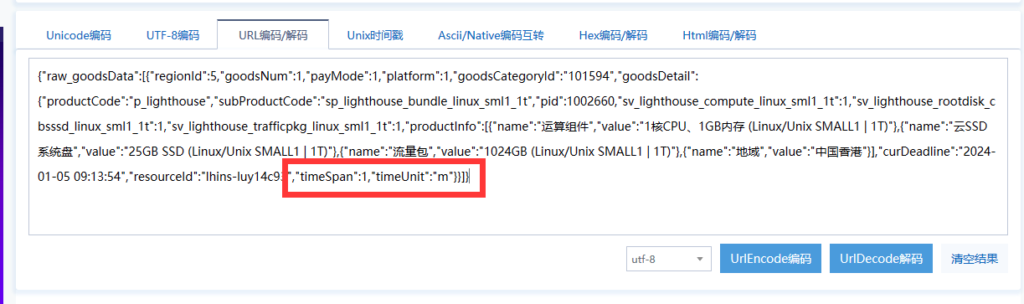 Unicode编码 UTF-8编码 URL编码/解码 Unix时间戳 Ascii/Native编码互转 Hex编码/解码 Html编码/解码
{"raw_goodsData":[{"regionId":5,"goodsNum":1,"payMode":1,"platform":1,"goodsCategoryId":"101594","goodsDetail":
{"productCode":"p_lighthouse","subProductCode":"sp_lighthouse_bundle_linux_sml1_1t","pid":1002660,"sv_lighthouse_compute_linux_sml1_1t":1,"sv_lighthouse_rootdisk_c
bsssd_linux_sml1_1t":1,"sv_lighthouse_trafficpkg_linux_sml1_1t":1,"productInfo":[{"name":"运算组件","value":"1核CPU、1GB内存 (Linux/Unix SMALL1 | 1T)"},{"name":"云SSD
系统盘","value":"25GB SSD (Linux/Unix SMALL1 | 1T)"},{"name":"流量包","value":"1024GB (Linux/Unix SMALL1 | 1T)"},{"name":"地域","value":"中国香港"}],"curDeadline":"2024-
01-05 09:13:54","resourceId":"lhins-luy14c93","timeSpan":1,"timeUnit":"m"}}]}
utf-8 UrlEncode编码 UrlDecode解码 清空结果